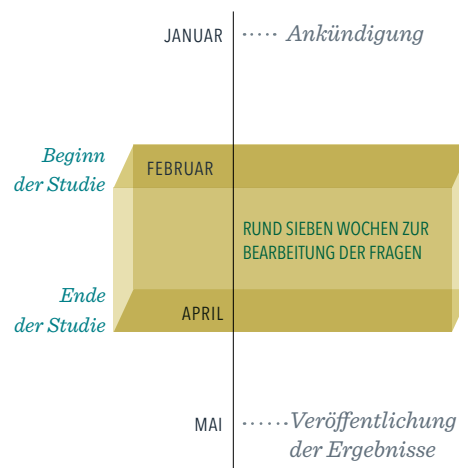 JANUAR ..... Ankündigung
Beginn
der Studie
FEBRUAR
RUND SIEBEN WOCHEN ZUR
BEARBEITUNG DER FRAGEN
Ende
der Studie
APRIL
MAI ...... Veröffentlichung
der Ergebnisse